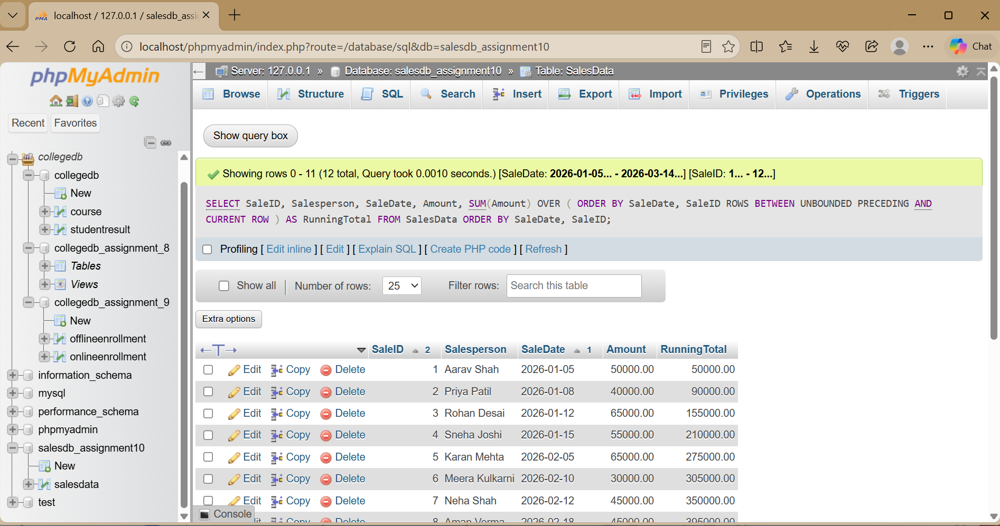 localhost / 127.0.0.1 / salesdb_assi
localhost/phpmyadmin/index.php?route=/database/sql&db=salesdb_assignment10
Chat
phpMyAdmin
Recent Favorites
collegedb
collegedb
New
course
studentresult
collegedb_assignment_8
Tables
Views
collegedb_assignment_9
New
offlineenrollment
onlineenrollment
information_schema
mysql
performance_schema
phpmyadmin
salesdb_assignment10
New
salesdata
test
Server: 127.0.0.1 » Database: salesdb_assignment10 » Table: SalesData
Browse Structure SQL Search Insert Export Import Privileges Operations Triggers
Show query box
Showing rows 0 - 11 (12 total, Query took 0.0010 seconds.) [SaleDate: 2026-01-05... - 2026-03-14...] [SaleID: 1... - 12...]
SELECT SaleID, Salesperson, SaleDate, Amount, SUM(Amount) OVER ( ORDER BY SaleDate, SaleID ROWS BETWEEN UNBOUNDED PRECEDING AND
CURRENT ROW ) AS RunningTotal FROM SalesData ORDER BY SaleDate, SaleID;
Profiling [ Edit inline ] [ Edit ] [ Explain SQL ] [ Create PHP code ] [ Refresh ]
Show all | Number of rows: 25 Filter rows: Search this table
Extra options
SaleID 2 Salesperson SaleDate 1 Amount RunningTotal
Edit Copy Delete 1 Aarav Shah 2026-01-05 50000.00 50000.00
Edit Copy Delete 2 Priya Patil 2026-01-08 40000.00 90000.00
Edit Copy Delete 3 Rohan Desai 2026-01-12 65000.00 155000.00
Edit Copy Delete 4 Sneha Joshi 2026-01-15 55000.00 210000.00
Edit Copy Delete 5 Karan Mehta 2026-02-05 65000.00 275000.00
Edit Copy Delete 6 Meera Kulkarni 2026-02-10 30000.00 305000.00
Edit Copy Delete 7 Neha Shah 2026-02-12 45000.00 350000.00
Edit Copy Delete 8 Aman Verma 2026-02-18 45000.00 395000.00
Console